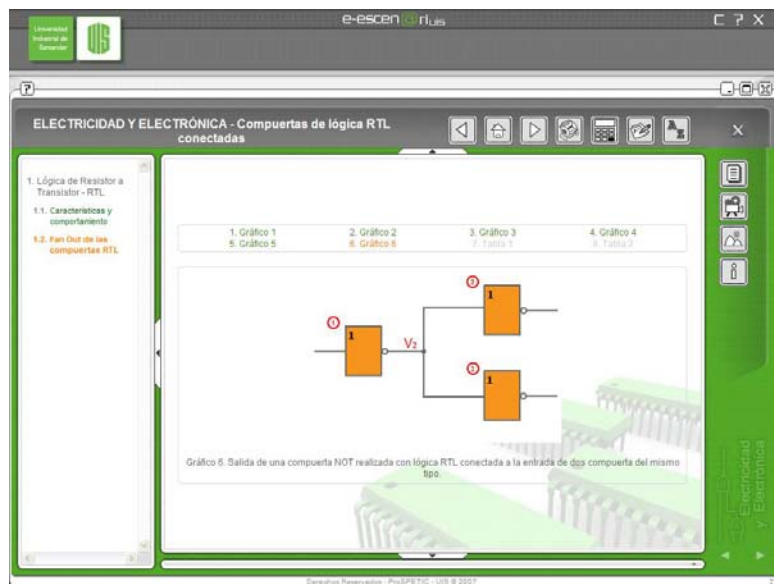 Universidad
Industrial de
Santander
UIS
e-escen@rIUIS
?
ELECTRICIDAD Y ELECTRÓNICA - Compuertas de lógica RTL
conectadas
1. Lógica de Resistor a
Transistor - RTL
1.1. Características y
comportamiento
1.2. Fan Out de las
compuertas RTL
1. Gráfico 1 2. Gráfico 2 3. Gráfico 3 4. Gráfico 4
5. Gráfico 5 6. Gráfico 6 7. Tabla 1 8. Tabla 2
2
1
1
1
V2
3
1
Gráfico 6. Salida de una compuerta NOT realizada con lógica RTL conectada a la entrada de dos compuerta del mismo
tipo.
Electricidad
y Electrónica
Derechos Reservados - ProSPETIC - UIS @ 2007